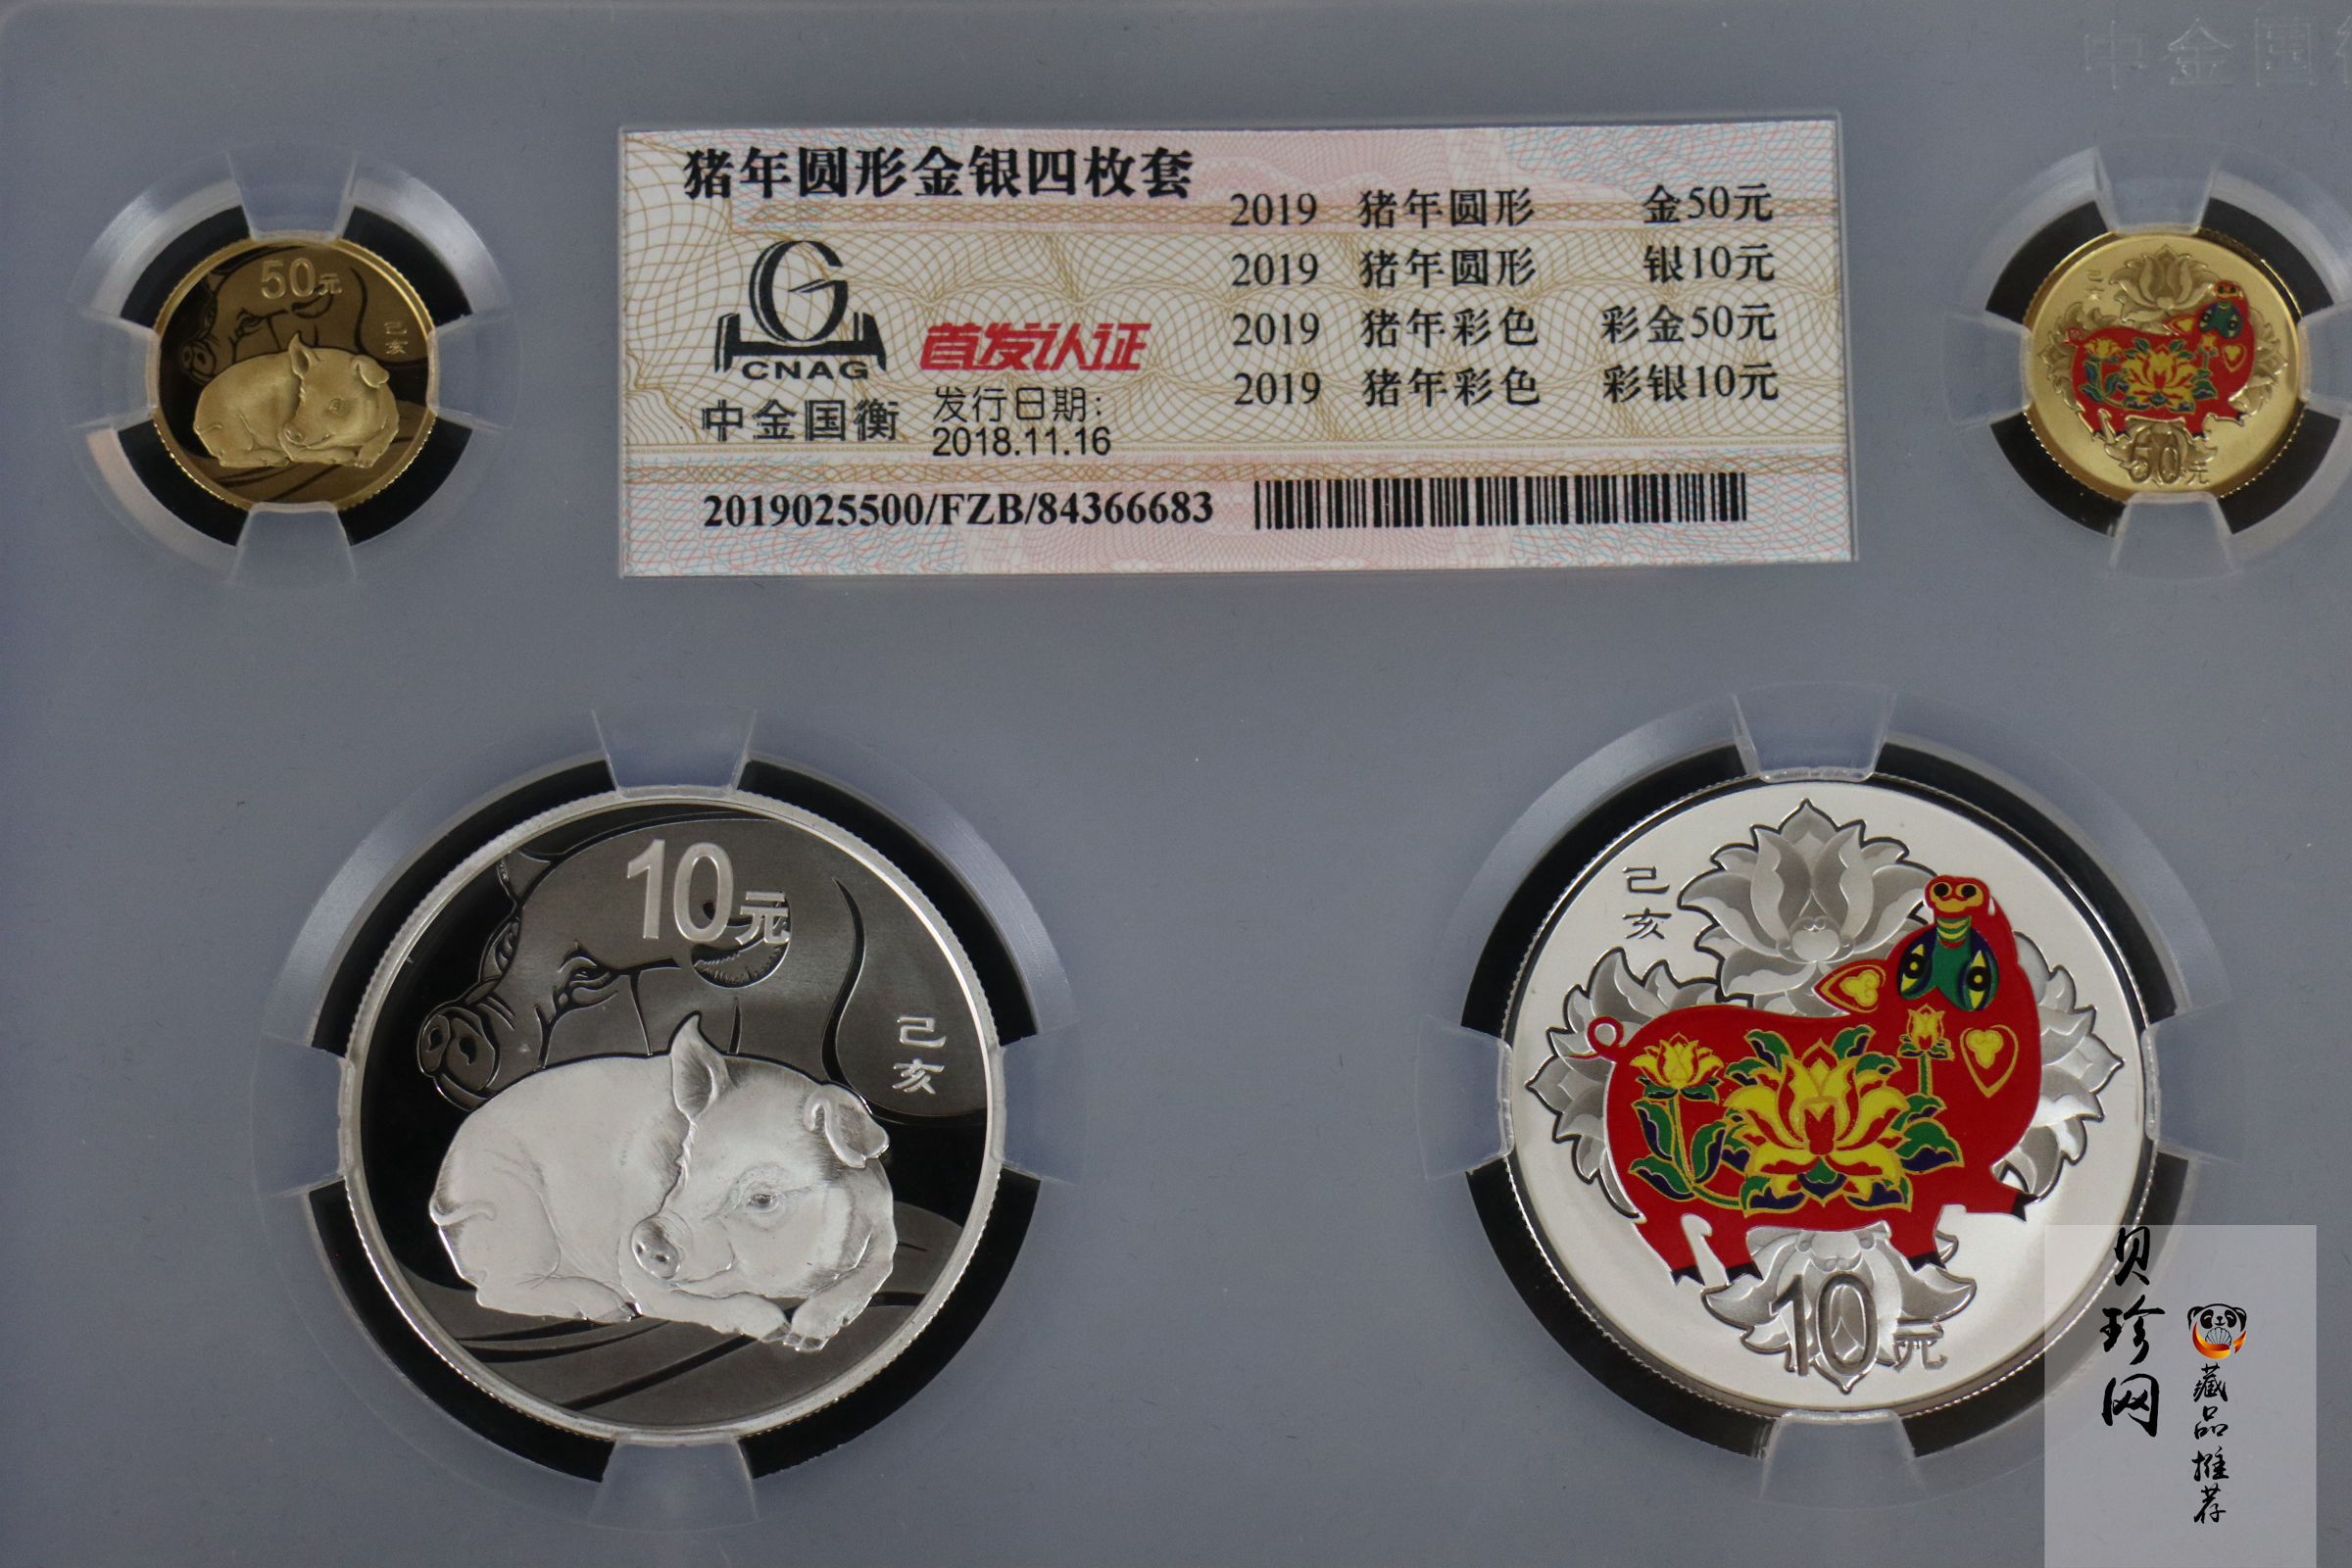 中金国
猪年圆形金银四枚套
2019 猪年圆形 金50元
2019 猪年圆形 银10元
2019 猪年彩色 彩金50元
2019 猪年彩色 彩银10元
CNAG
中金国衡
首发认证
发行日期:
2018.11.16
2019025500/FZB/84366683
50元
己亥
50元
10元
己亥
己亥
10元
贝珍网
藏品推荐